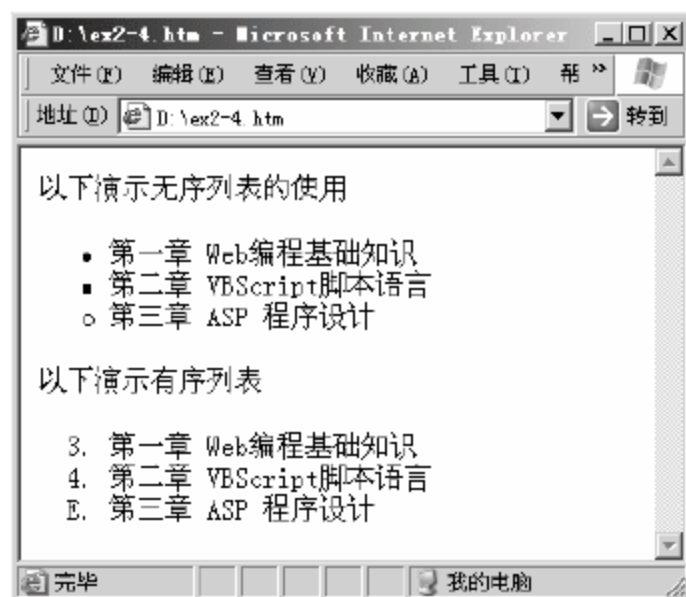 D:\ex2-4.htm - Microsoft Internet Explorer
文件(F) 编辑(E) 查看(V) 收藏(A) 工具(T) 帮 »
地址(D) D:\ex2-4.htm 转到
以下演示无序列表的使用
• 第一章 Web编程基础知识
▪ 第二章 VBScript脚本语言
○ 第三章 ASP 程序设计
以下演示有序列表
3. 第一章 Web编程基础知识
4. 第二章 VBScript脚本语言
E. 第三章 ASP 程序设计
完毕 我的电脑